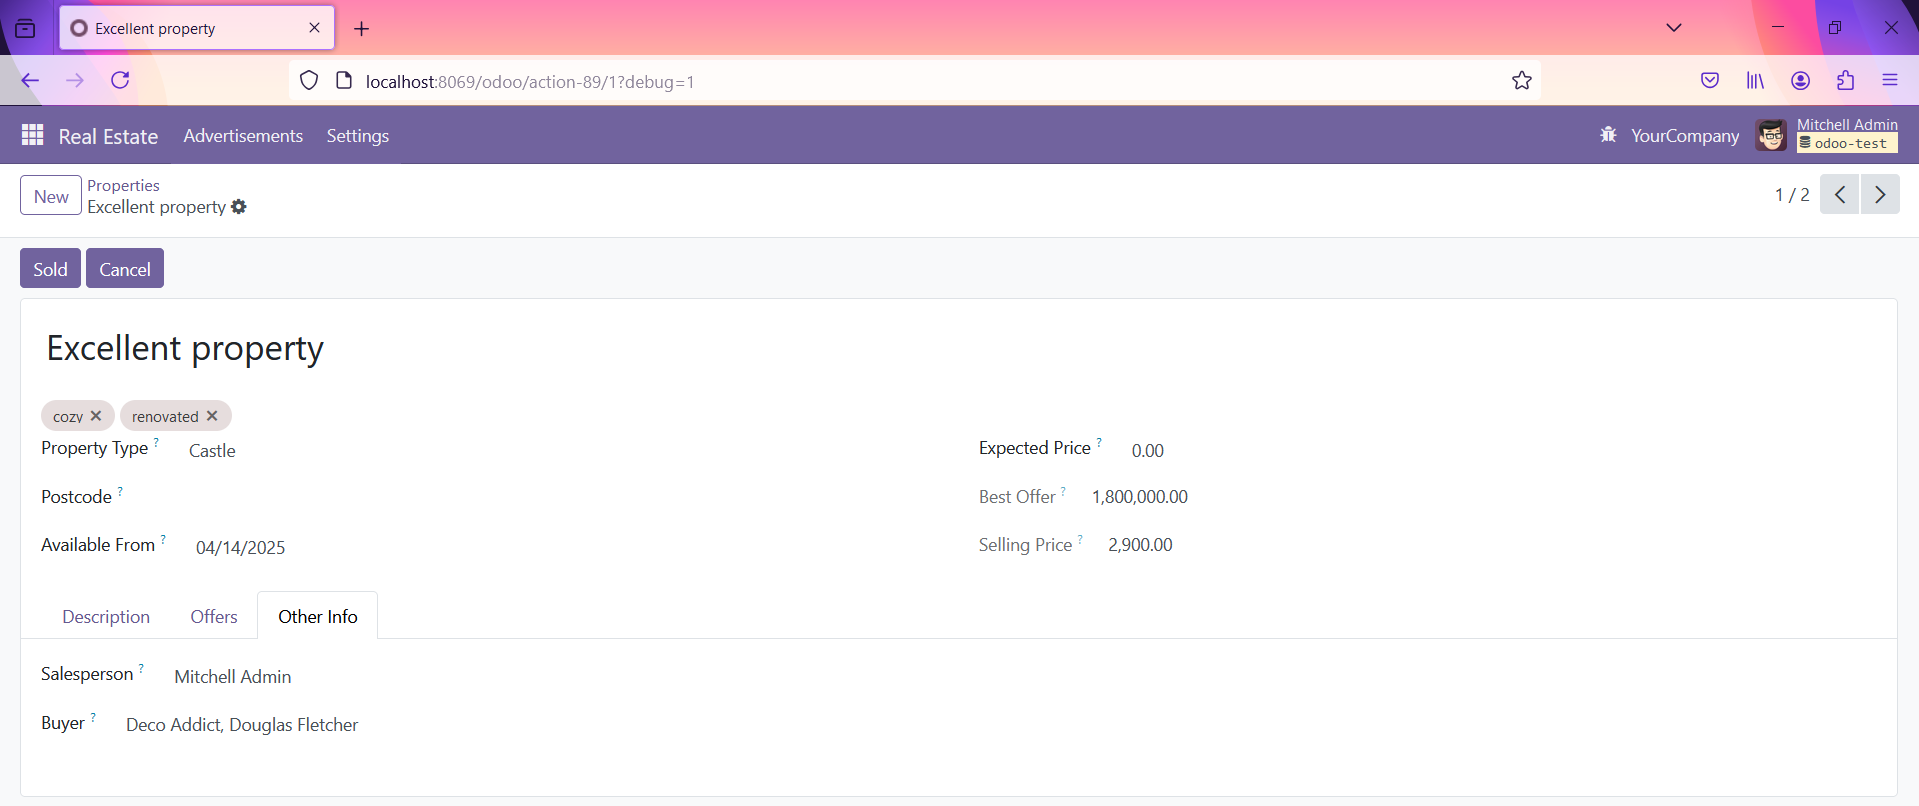 Excellent property
localhost:8069/odoo/action-89/1?debug=1
Real Estate Advertisements Settings YourCompany Mitchell Admin
odoo-test
New Properties
Excellent property 1 / 2
Sold Cancel
Excellent property
cozy renovated
Property Type ? Castle Expected Price ? 0.00
Postcode ? Best Offer ? 1,800,000.00
Available From ? 04/14/2025 Selling Price ? 2,900.00
Description Offers Other Info
Salesperson ? Mitchell Admin
Buyer ? Deco Addict, Douglas Fletcher